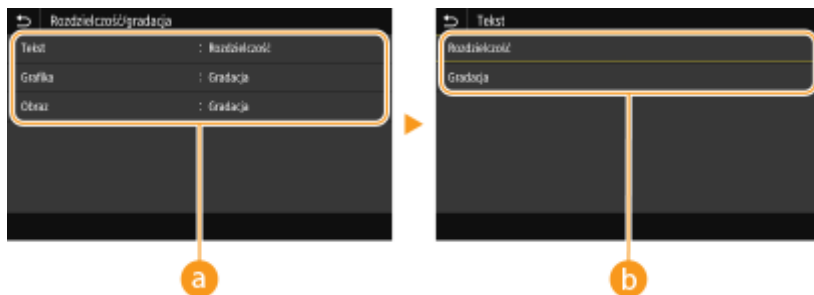 Rozdzielczość/gradacja
Tekst : Rozdzielczość
Grafika : Gradacja
Obraz : Gradacja
a
Tekst
Rozdzielczość
Gradacja
b